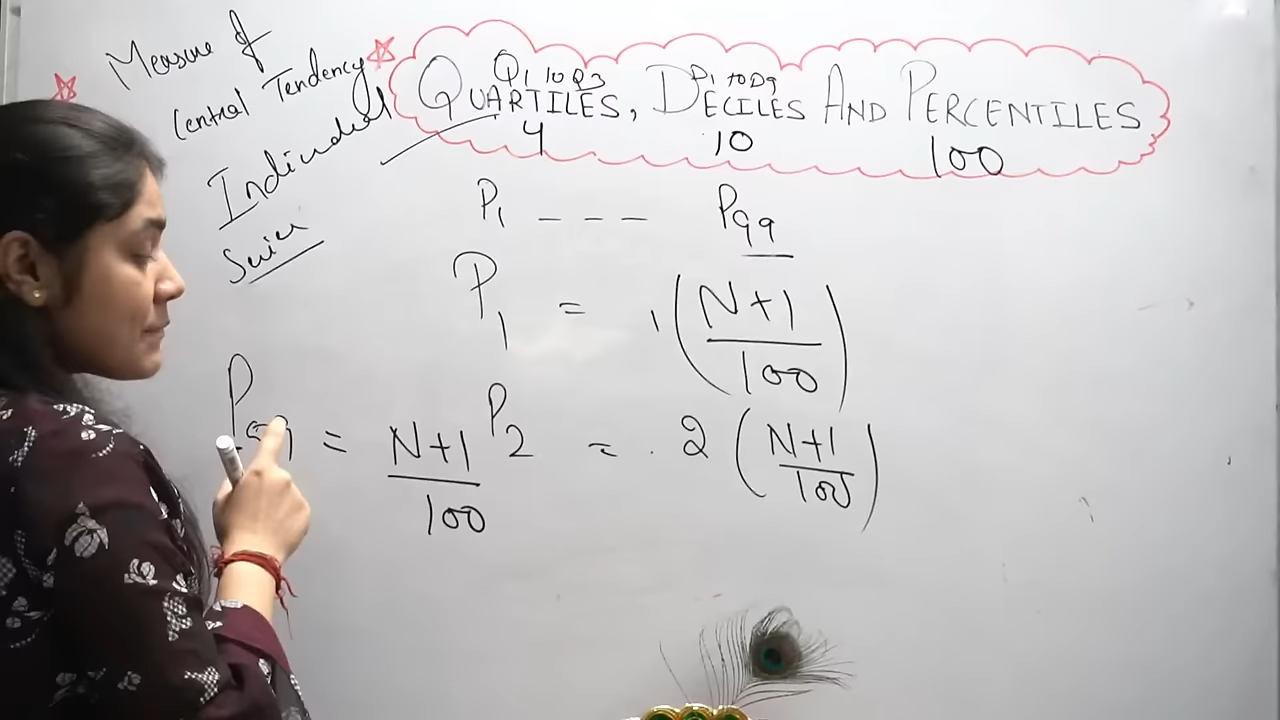 Measure of
Central Tendency
Individual
Series
Q1 to Q3
D1 to D9
QUARTILES, DECILES AND PERCENTILES
4 10 100
P1 - - - P99
P1 = 1 (N+1/100)
P2 = 2 (N+1/100)
P99 = N+1/100